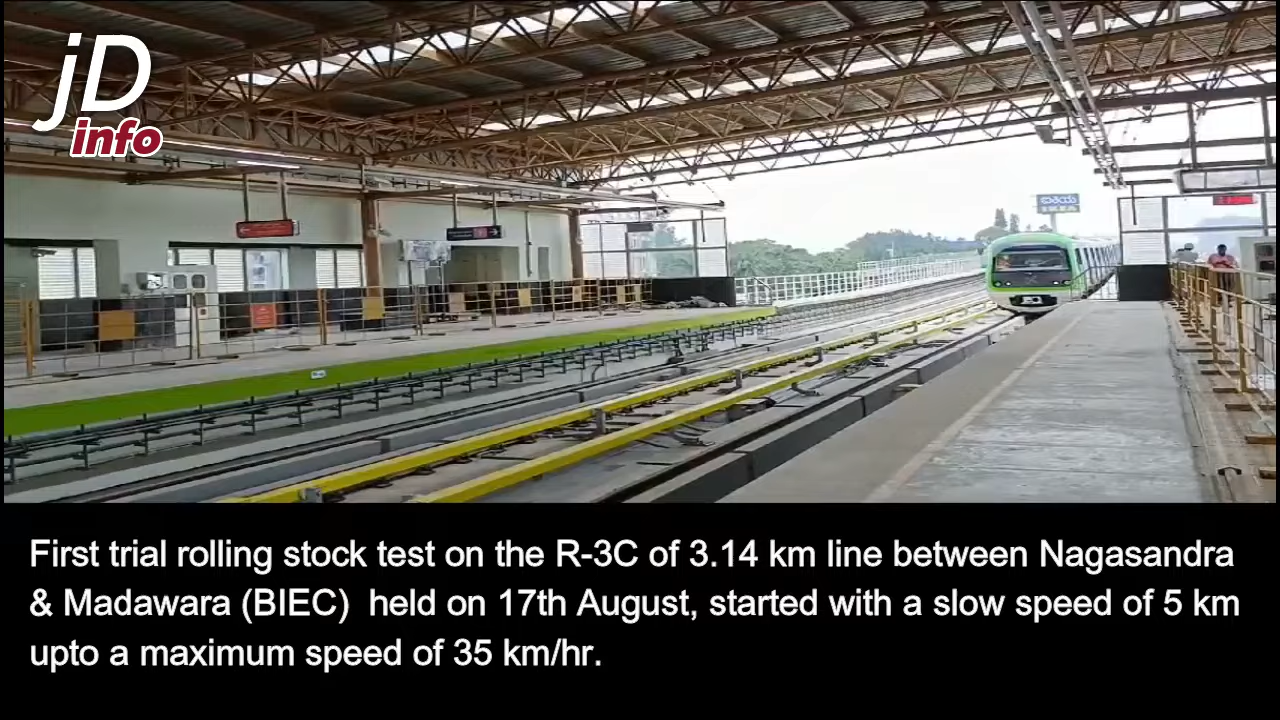 jD
info
First trial rolling stock test on the R-3C of 3.14 km line between Nagasandra
& Madawara (BIEC)  held on 17th August, started with a slow speed of 5 km
upto a maximum speed of 35 km/hr.